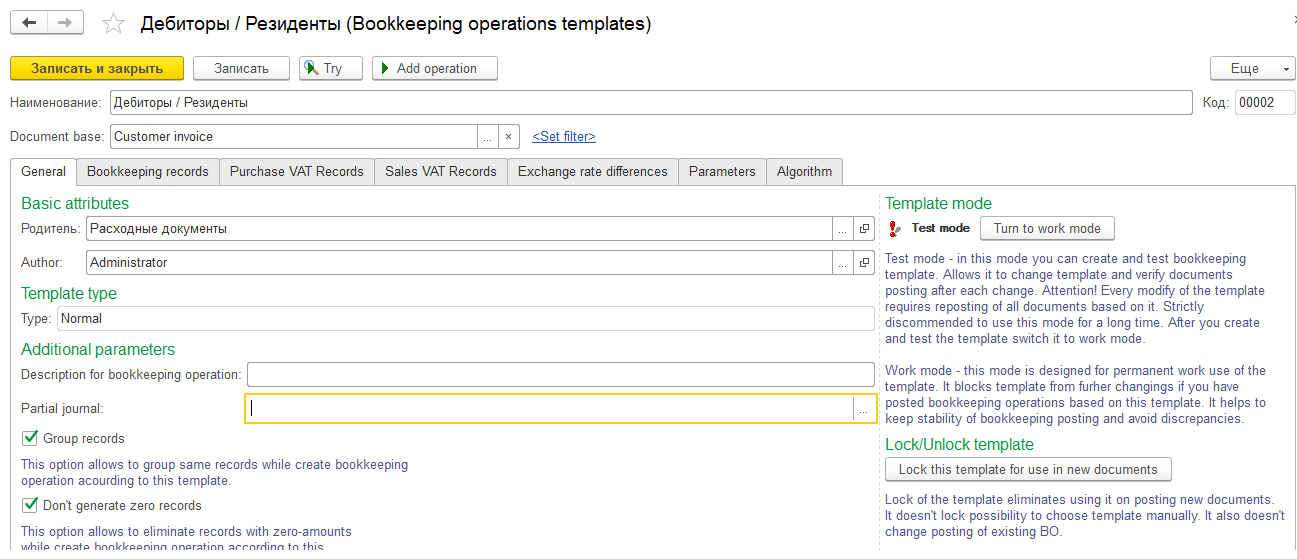 Дебиторы / Резиденты (Bookkeeping operations templates)
Записать и закрыть Записать Try Add operation Еще
Наименование: Дебиторы / Резиденты Код: 00002
Document base: Customer invoice ... × <Set filter>
General Bookkeeping records Purchase VAT Records Sales VAT Records Exchange rate differences Parameters Algorithm
Basic attributes
Родитель: Расходные документы ...
Author: Administrator ...
Template type
Type: Normal
Additional parameters
Description for bookkeeping operation:
Partial journal: ...
Group records
This option allows to group same records while create bookkeeping
operation acourding to this template.
Don't generate zero records
This option allows to eliminate records with zero-amounts
while create bookkeeping operation according to this
Template mode
Test mode Turn to work mode
Test mode - in this mode you can create and test bookkeeping
template. Allows it to change template and verify documents
posting after each change. Attention! Every modify of the template
requires reposting of all documents based on it. Strictly
discommended to use this mode for a long time. After you create
and test the template switch it to work mode.
Work mode - this mode is designed for permanent work use of the
template. It blocks template from furher changings if you have
posted bookkeeping operations based on this template. It helps to
keep stability of bookkeeping posting and avoid discrepancies.
Lock/Unlock template
Lock this template for use in new documents
Lock of the template eliminates using it on posting new documents.
It doesn't lock possibility to choose template manually. It also doesn't
change posting of existing BO.